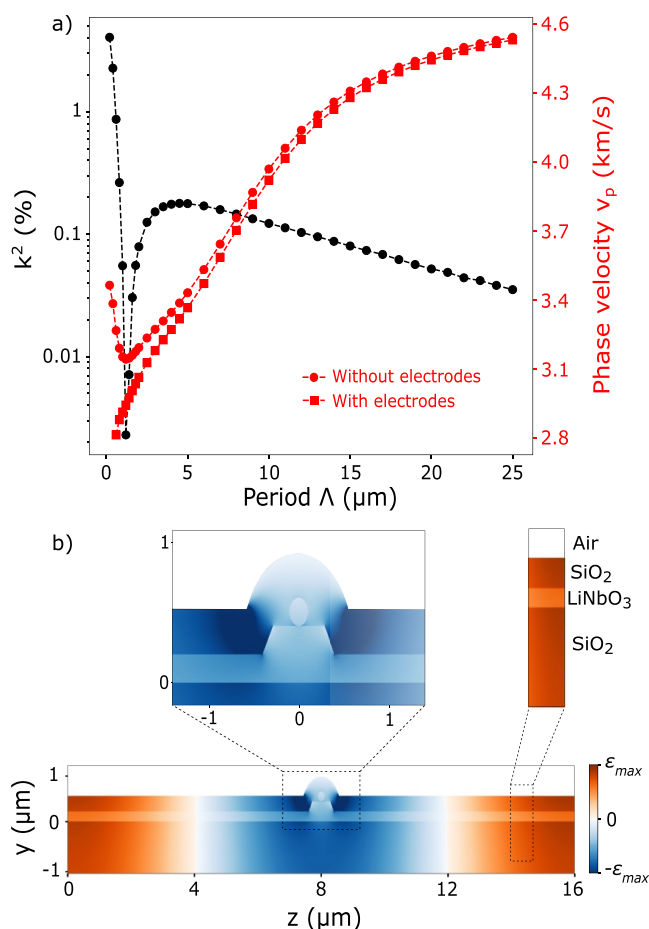 a)
k² (%)
1
0.1
0.01
4.6
4.3
4.0
3.7
3.4
3.1
2.8
Phase velocity vₚ (km/s)
Without electrodes
With electrodes
0 5 10 15 20 25
Period Λ (µm)
b)
1
0
-1 0 1
Air
SiO₂
LiNbO₃
SiO₂
y (µm)
1
0
-1
0 4 8 12 16
z (µm)
εmax
0
-εmax